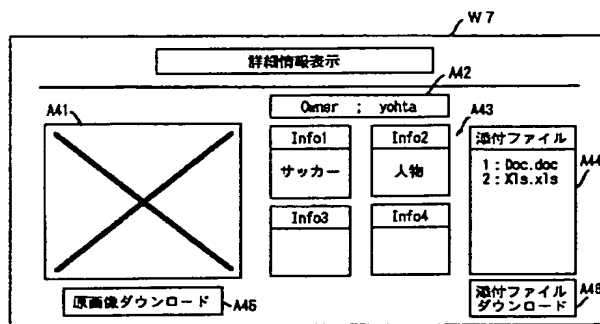 W7
詳細情報表示
A42
Owner ; yohta
A41
A43
Info1
Info2
添付ファイル
サッカー
人物
1:Doc.doc
2:Xls.xls
A44
Info3
Info4
原画像ダウンロード
A45
添付ファイル
ダウンロード
A46